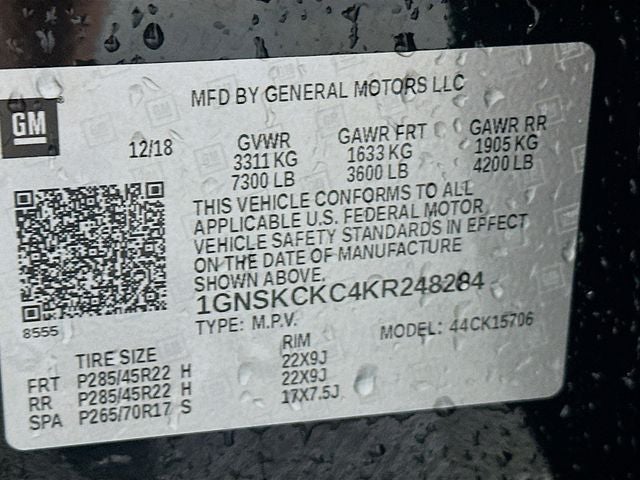 MFD BY GENERAL MOTORS LLC
GM
12/18
GVWR GAWR FRT GAWR RR
3311 KG 1633 KG 1905 KG
7300 LB 3600 LB 4200 LB
THIS VEHICLE CONFORMS TO ALL
APPLICABLE U.S. FEDERAL MOTOR
VEHICLE SAFETY STANDARDS IN EFFECT
ON THE DATE OF MANUFACTURE
SHOWN ABOVE.
1GNSKCKC4KR248284
8555
TYPE: M.P.V. MODEL: 44CK15706
TIRE SIZE RIM
FRT P285/45R22 H 22X9J
RR P285/45R22 H 22X9J
SPA P265/70R17 S 17X7.5J